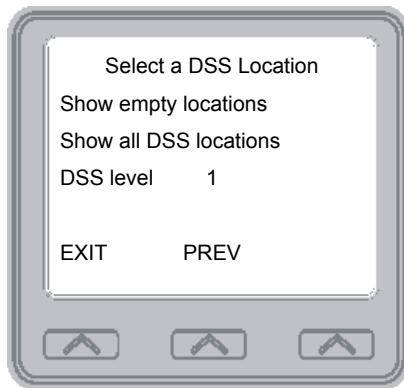 Select a DSS Location
Show empty locations
Show all DSS locations
DSS level 1
EXIT PREV